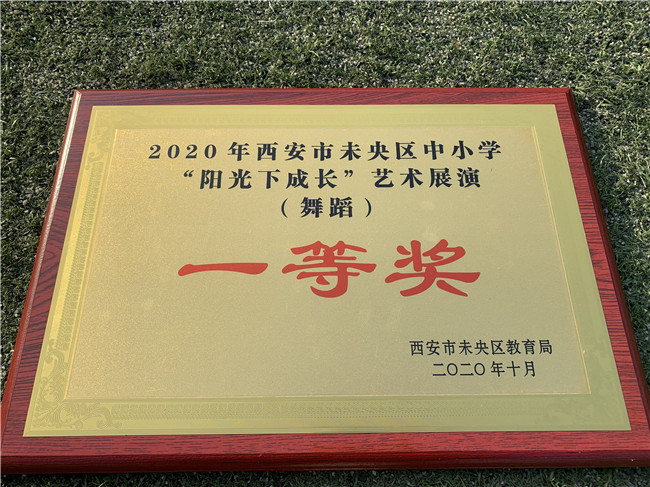 2020年西安市未央区中小学
“阳光下成长”艺术展演
（舞蹈）
一等奖
西安市未央区教育局
二〇二〇年十月